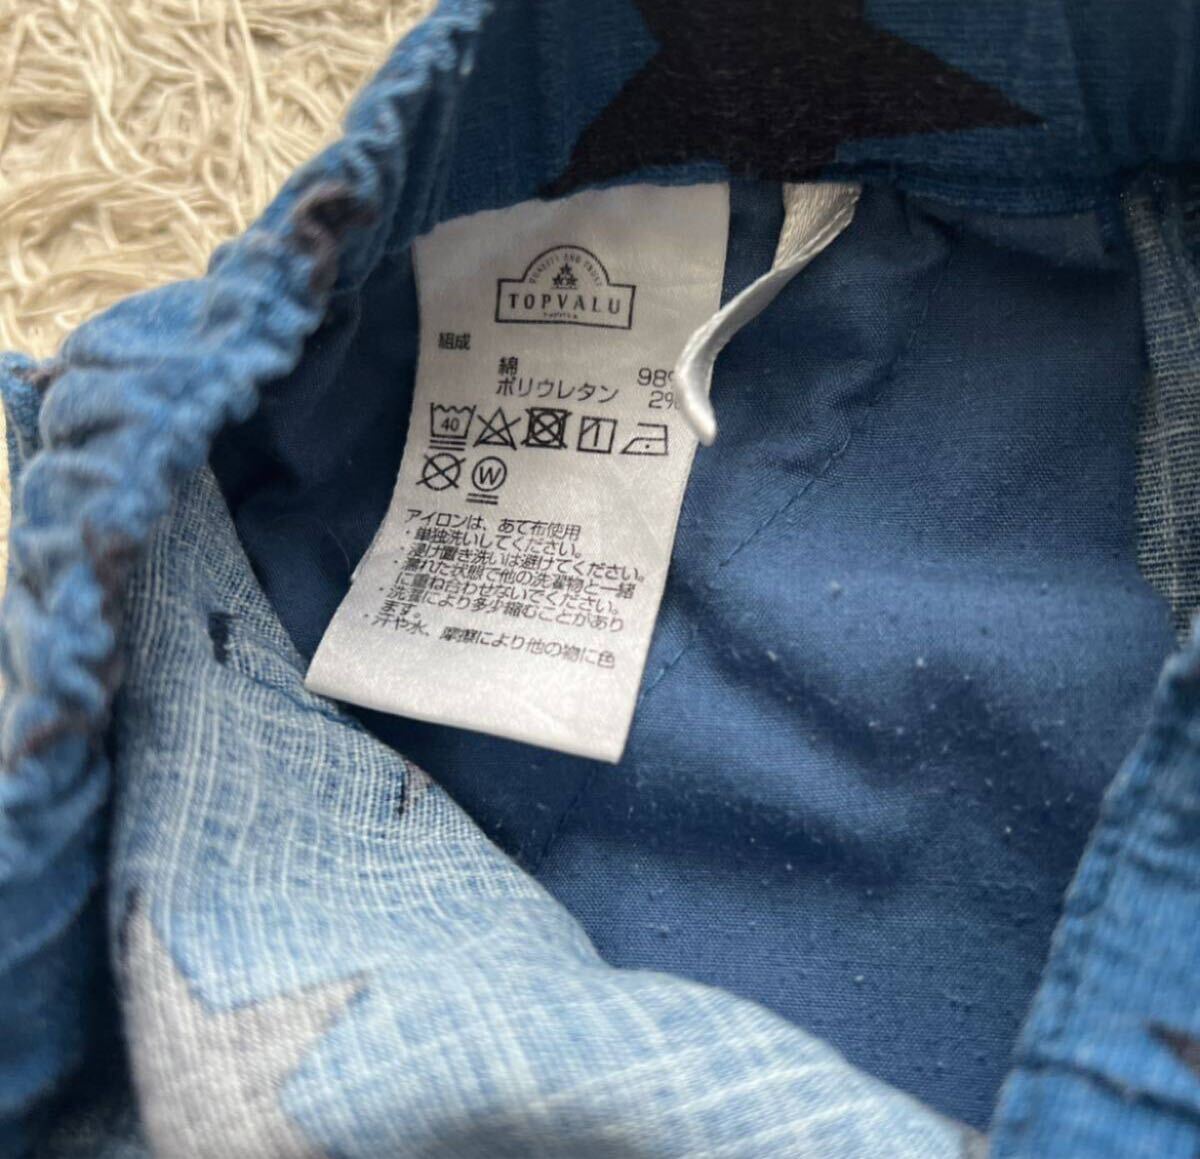 QUALITY AND TRUST
TOPVALU
組成
綿 98%
ポリウレタン 2%
40
W
アイロンは、あて布使用
・単独洗いしてください。
・浸け置き洗いは避けてください。
・濡れた状態で他の洗濯物と一緒
に重ね合わせないでください。
・洗濯により多少縮むことがあり
ます。
・汗や水、摩擦により他の物に色